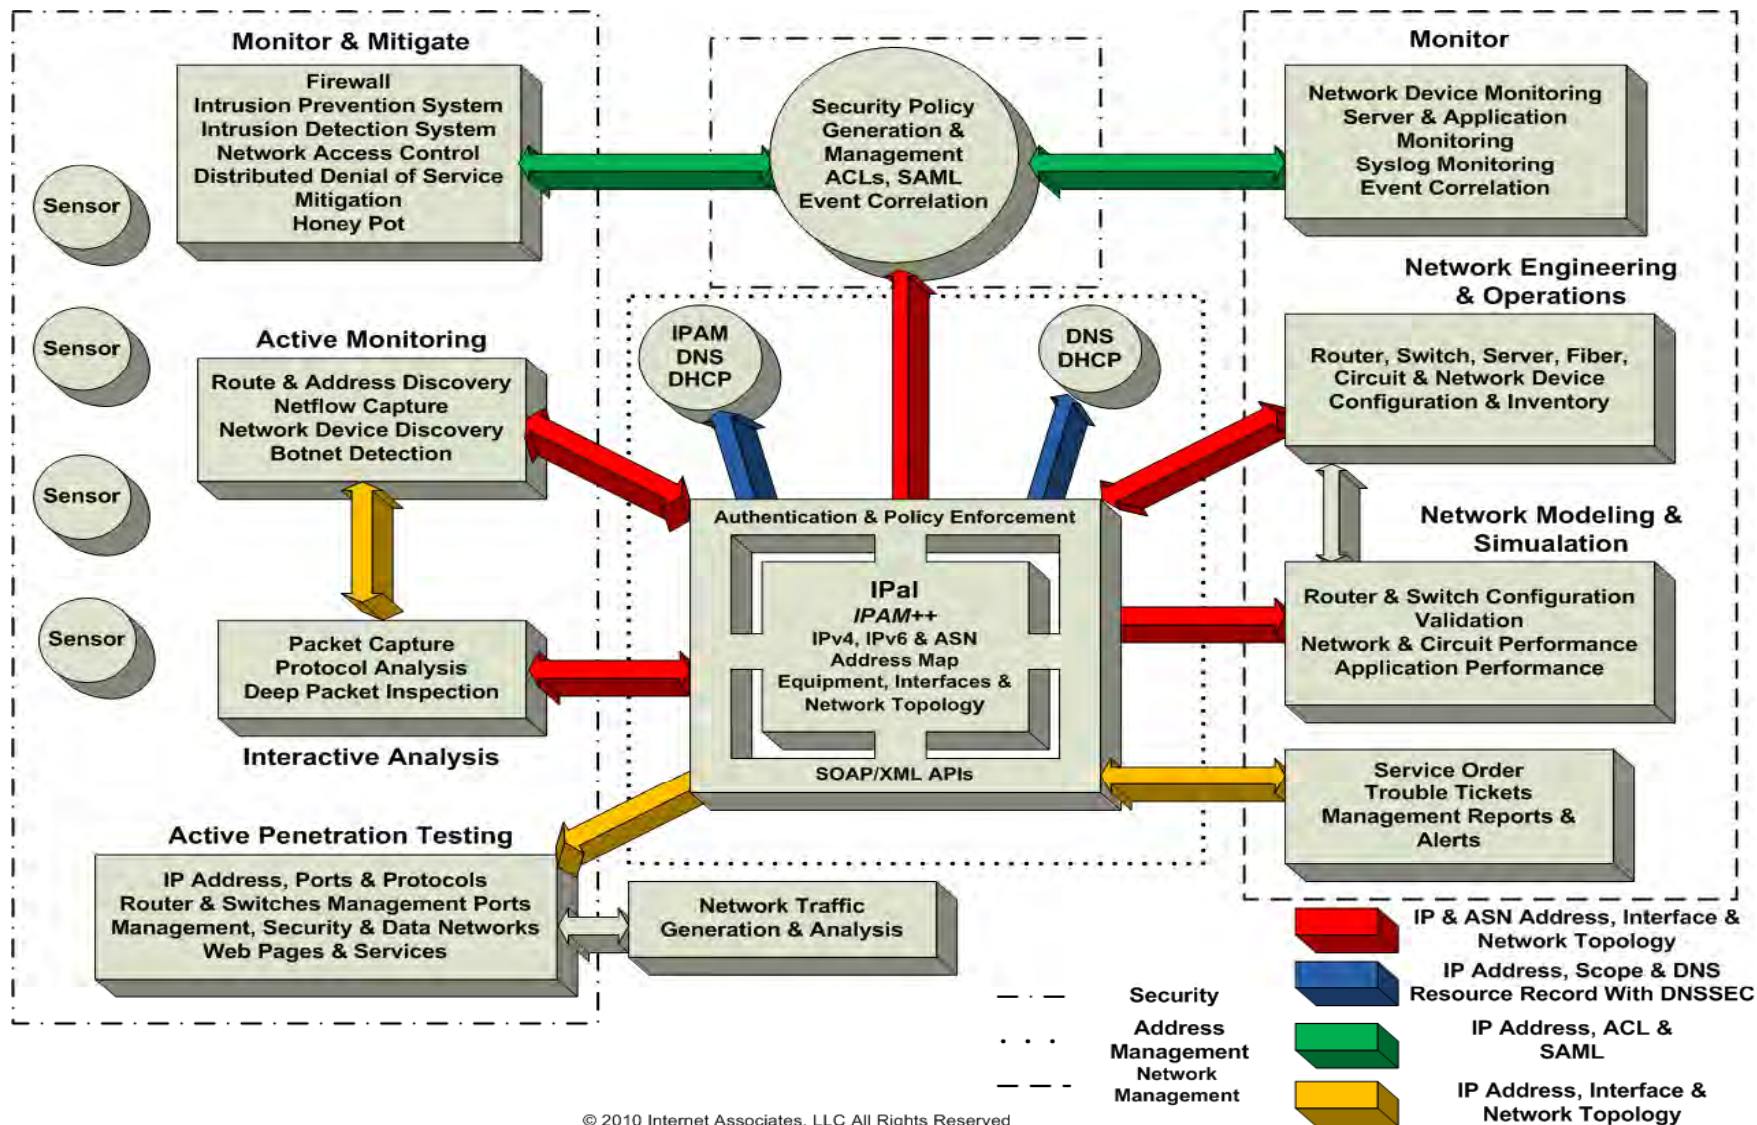 Monitor & Mitigate
Firewall
Intrusion Prevention System
Intrusion Detection System
Network Access Control
Distributed Denial of Service
Mitigation
Honey Pot
Sensor
Sensor
Sensor
Sensor
Active Monitoring
Route & Address Discovery
Netflow Capture
Network Device Discovery
Botnet Detection
Packet Capture
Protocol Analysis
Deep Packet Inspection
Interactive Analysis
Active Penetration Testing
IP Address, Ports & Protocols
Router & Switches Management Ports
Management, Security & Data Networks
Web Pages & Services
Network Traffic
Generation & Analysis
Security Policy
Generation &
Management
ACLs, SAML
Event Correlation
IPAM
DNS
DHCP
DNS
DHCP
Authentication & Policy Enforcement
IPal
IPAM++
IPv4, IPv6 & ASN
Address Map
Equipment, Interfaces &
Network Topology
SOAP/XML APIs
Monitor
Network Device Monitoring
Server & Application
Monitoring
Syslog Monitoring
Event Correlation
Network Engineering
& Operations
Router, Switch, Server, Fiber,
Circuit & Network Device
Configuration & Inventory
Network Modeling &
Simualation
Router & Switch Configuration
Validation
Network & Circuit Performance
Application Performance
Service Order
Trouble Tickets
Management Reports &
Alerts
Security
Address
Management
Network
Management
IP & ASN Address, Interface &
Network Topology
IP Address, Scope & DNS
Resource Record With DNSSEC
IP Address, ACL &
SAML
IP Address, Interface &
Network Topology
© 2010 Internet Associates, LLC All Rights Reserved